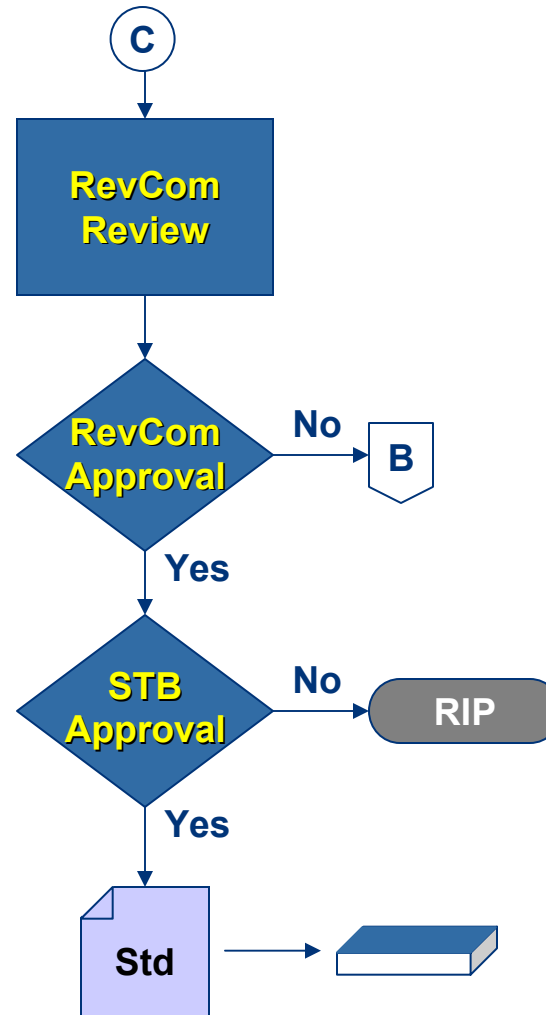 C
RevCom
Review
RevCom
Approval
No
B
Yes
STB
Approval
No
RIP
Yes
Std